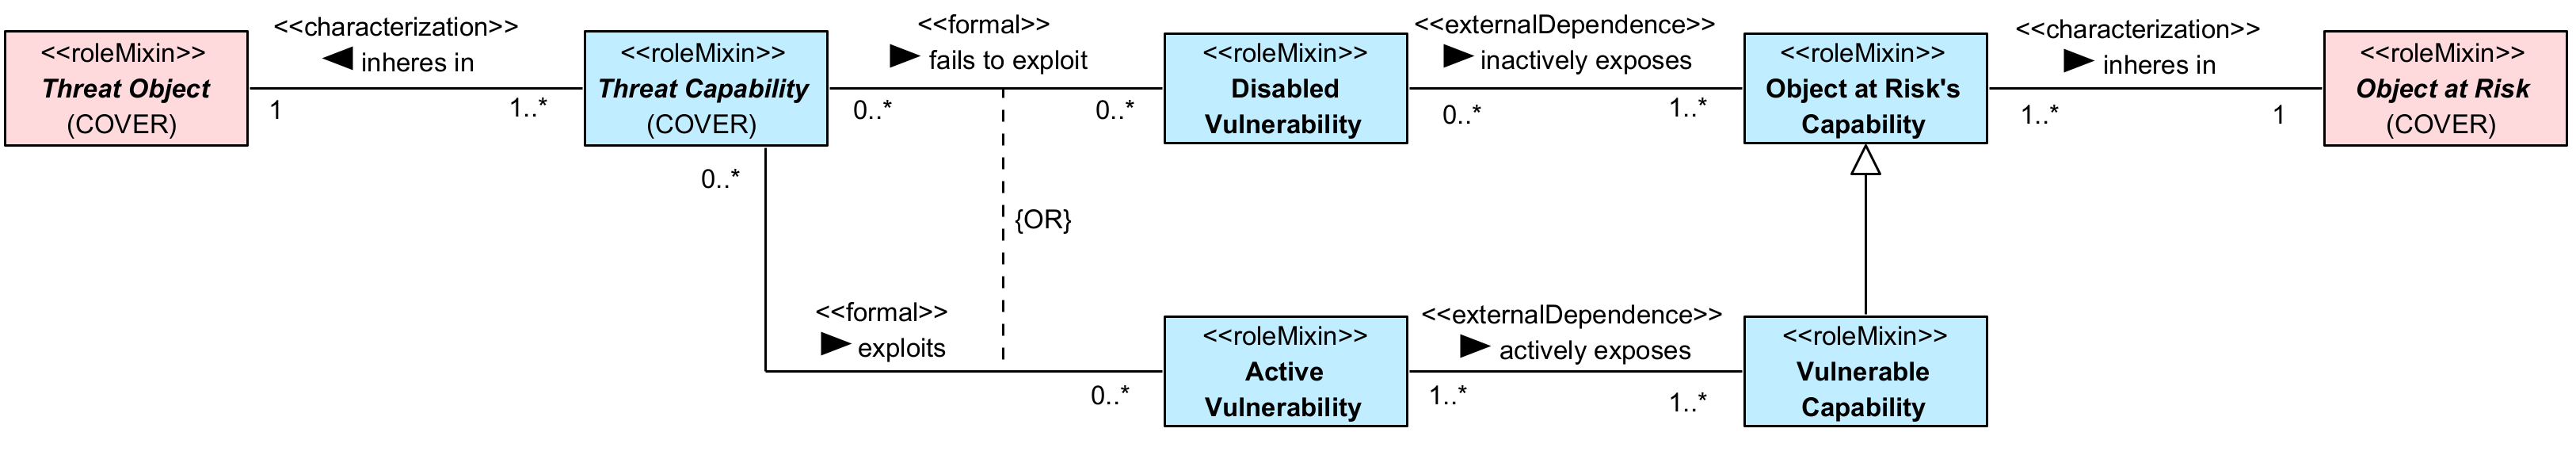 <<characterization>>
inheres in
<<formal>>
fails to exploit
<<externalDependence>>
inactively exposes
<<characterization>>
inheres in
<<roleMixin>>
Threat Object
(COVER)
1
1..*
<<roleMixin>>
Threat Capability
(COVER)
0..*
0..*
<<roleMixin>>
Disabled
Vulnerability
0..*
1..*
<<roleMixin>>
Object at Risk's
Capability
1..*
1
<<roleMixin>>
Object at Risk
(COVER)
0..*
{OR}
<<formal>>
exploits
0..*
<<roleMixin>>
Active
Vulnerability
<<externalDependence>>
actively exposes
1..*
1..*
<<roleMixin>>
Vulnerable
Capability